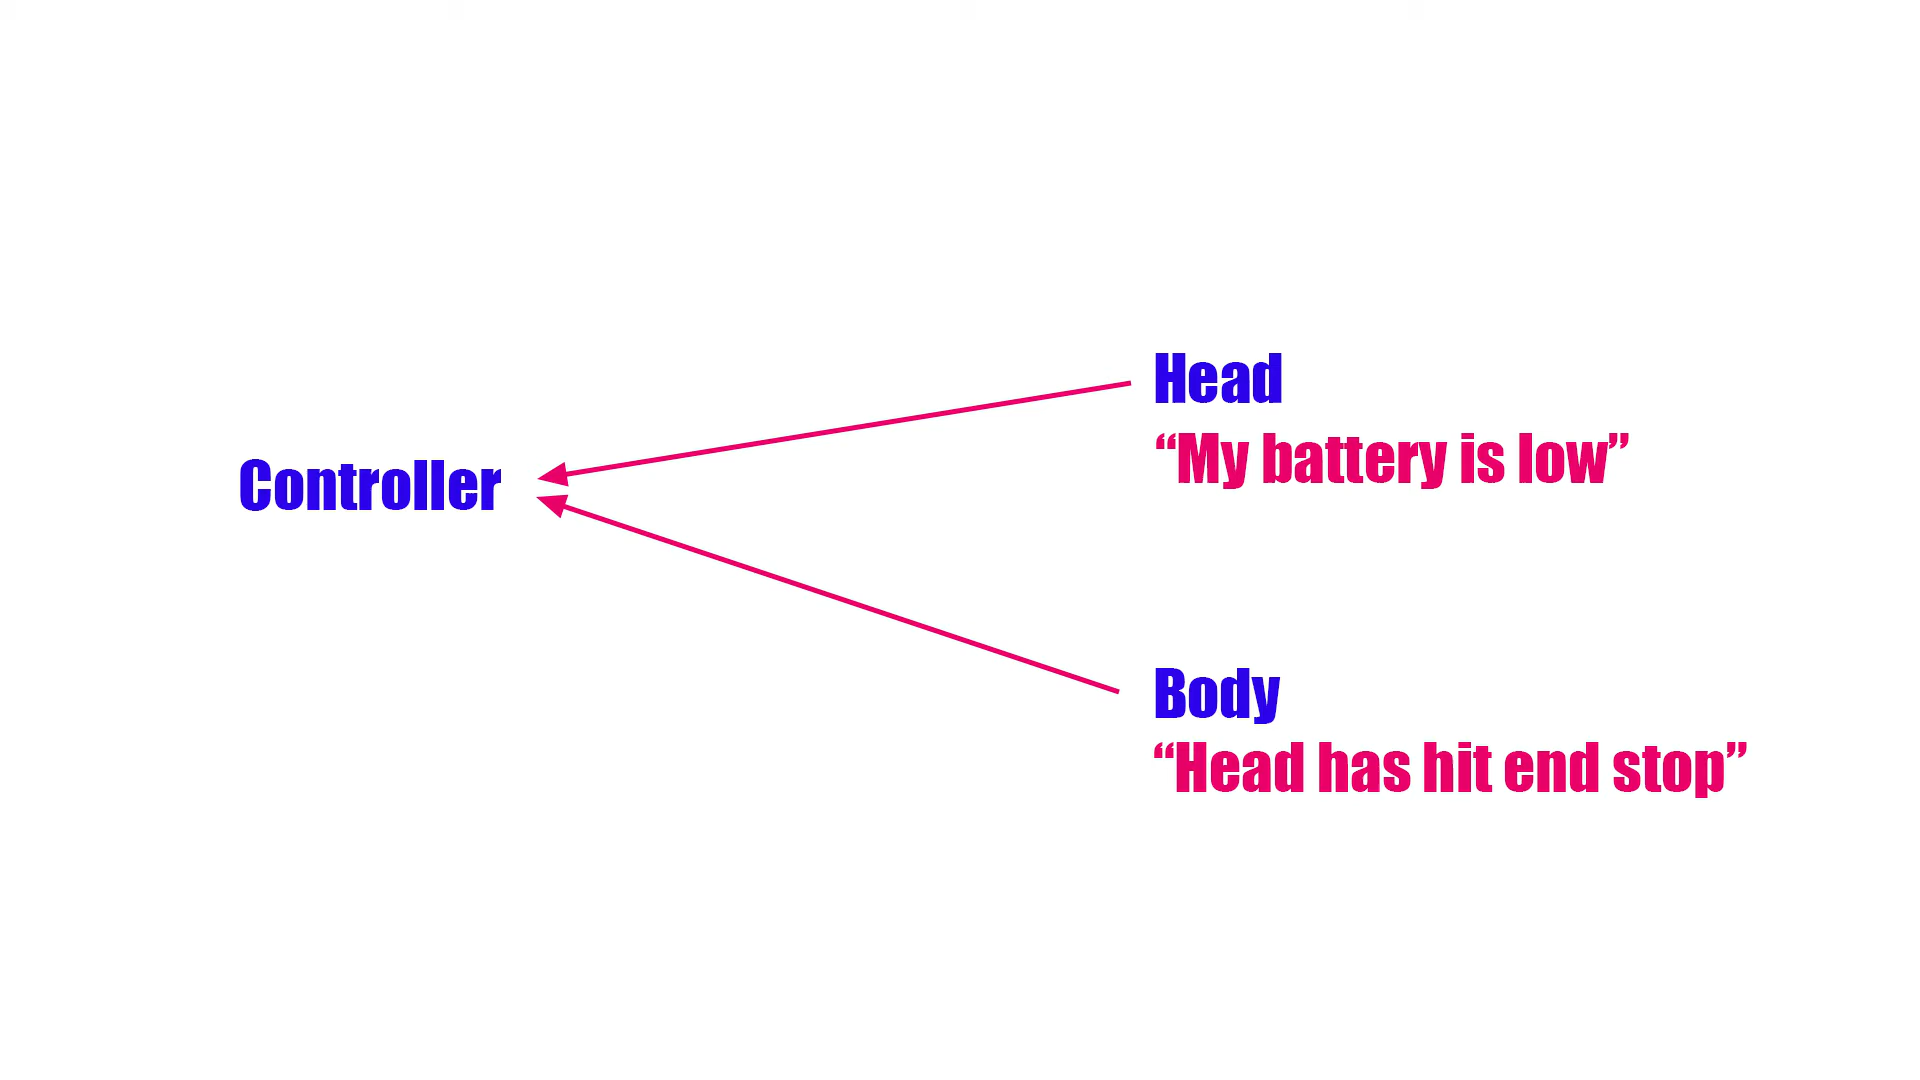 Controller
Head
“My battery is low”
Body
“Head has hit end stop”